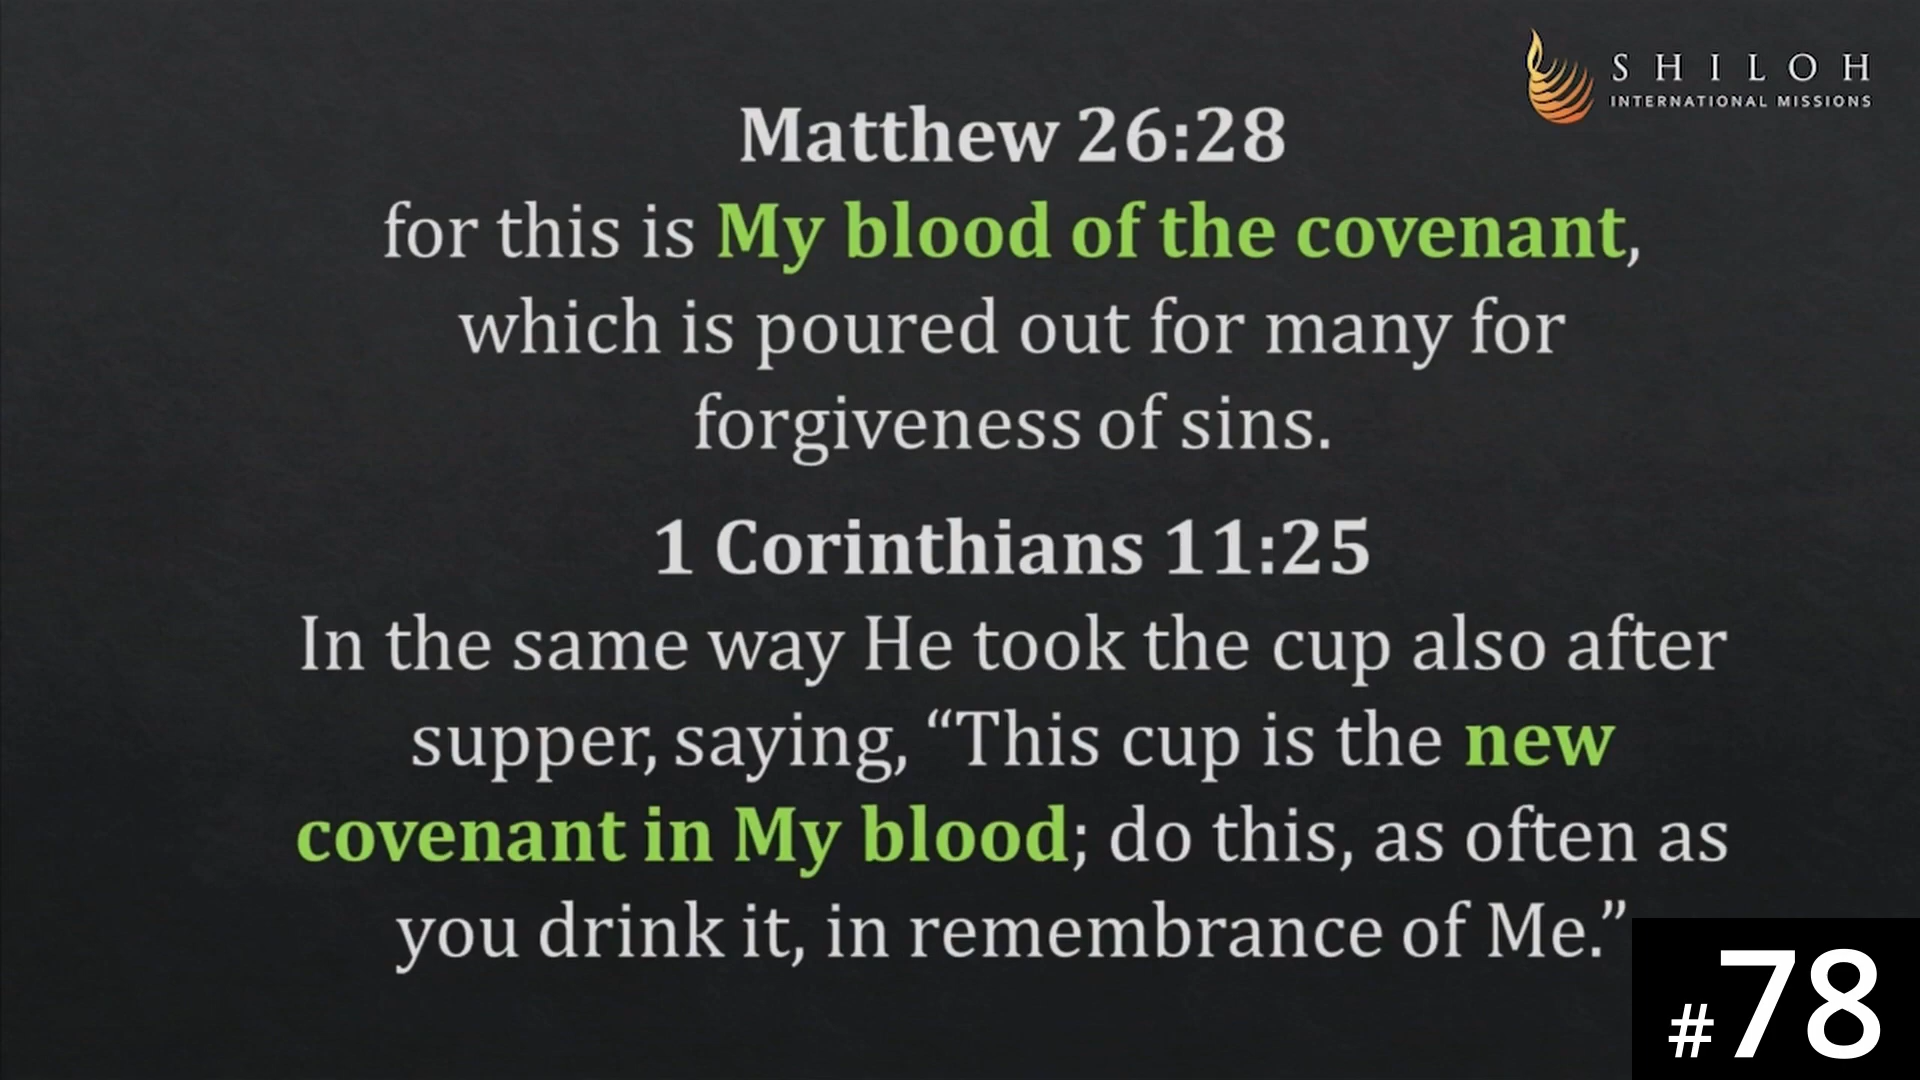 SHILOH
INTERNATIONAL MISSIONS
Matthew 26:28
for this is My blood of the covenant,
which is poured out for many for
forgiveness of sins.
1 Corinthians 11:25
In the same way He took the cup also after
supper, saying, “This cup is the new
covenant in My blood; do this, as often as
you drink it, in remembrance of Me.”
#78